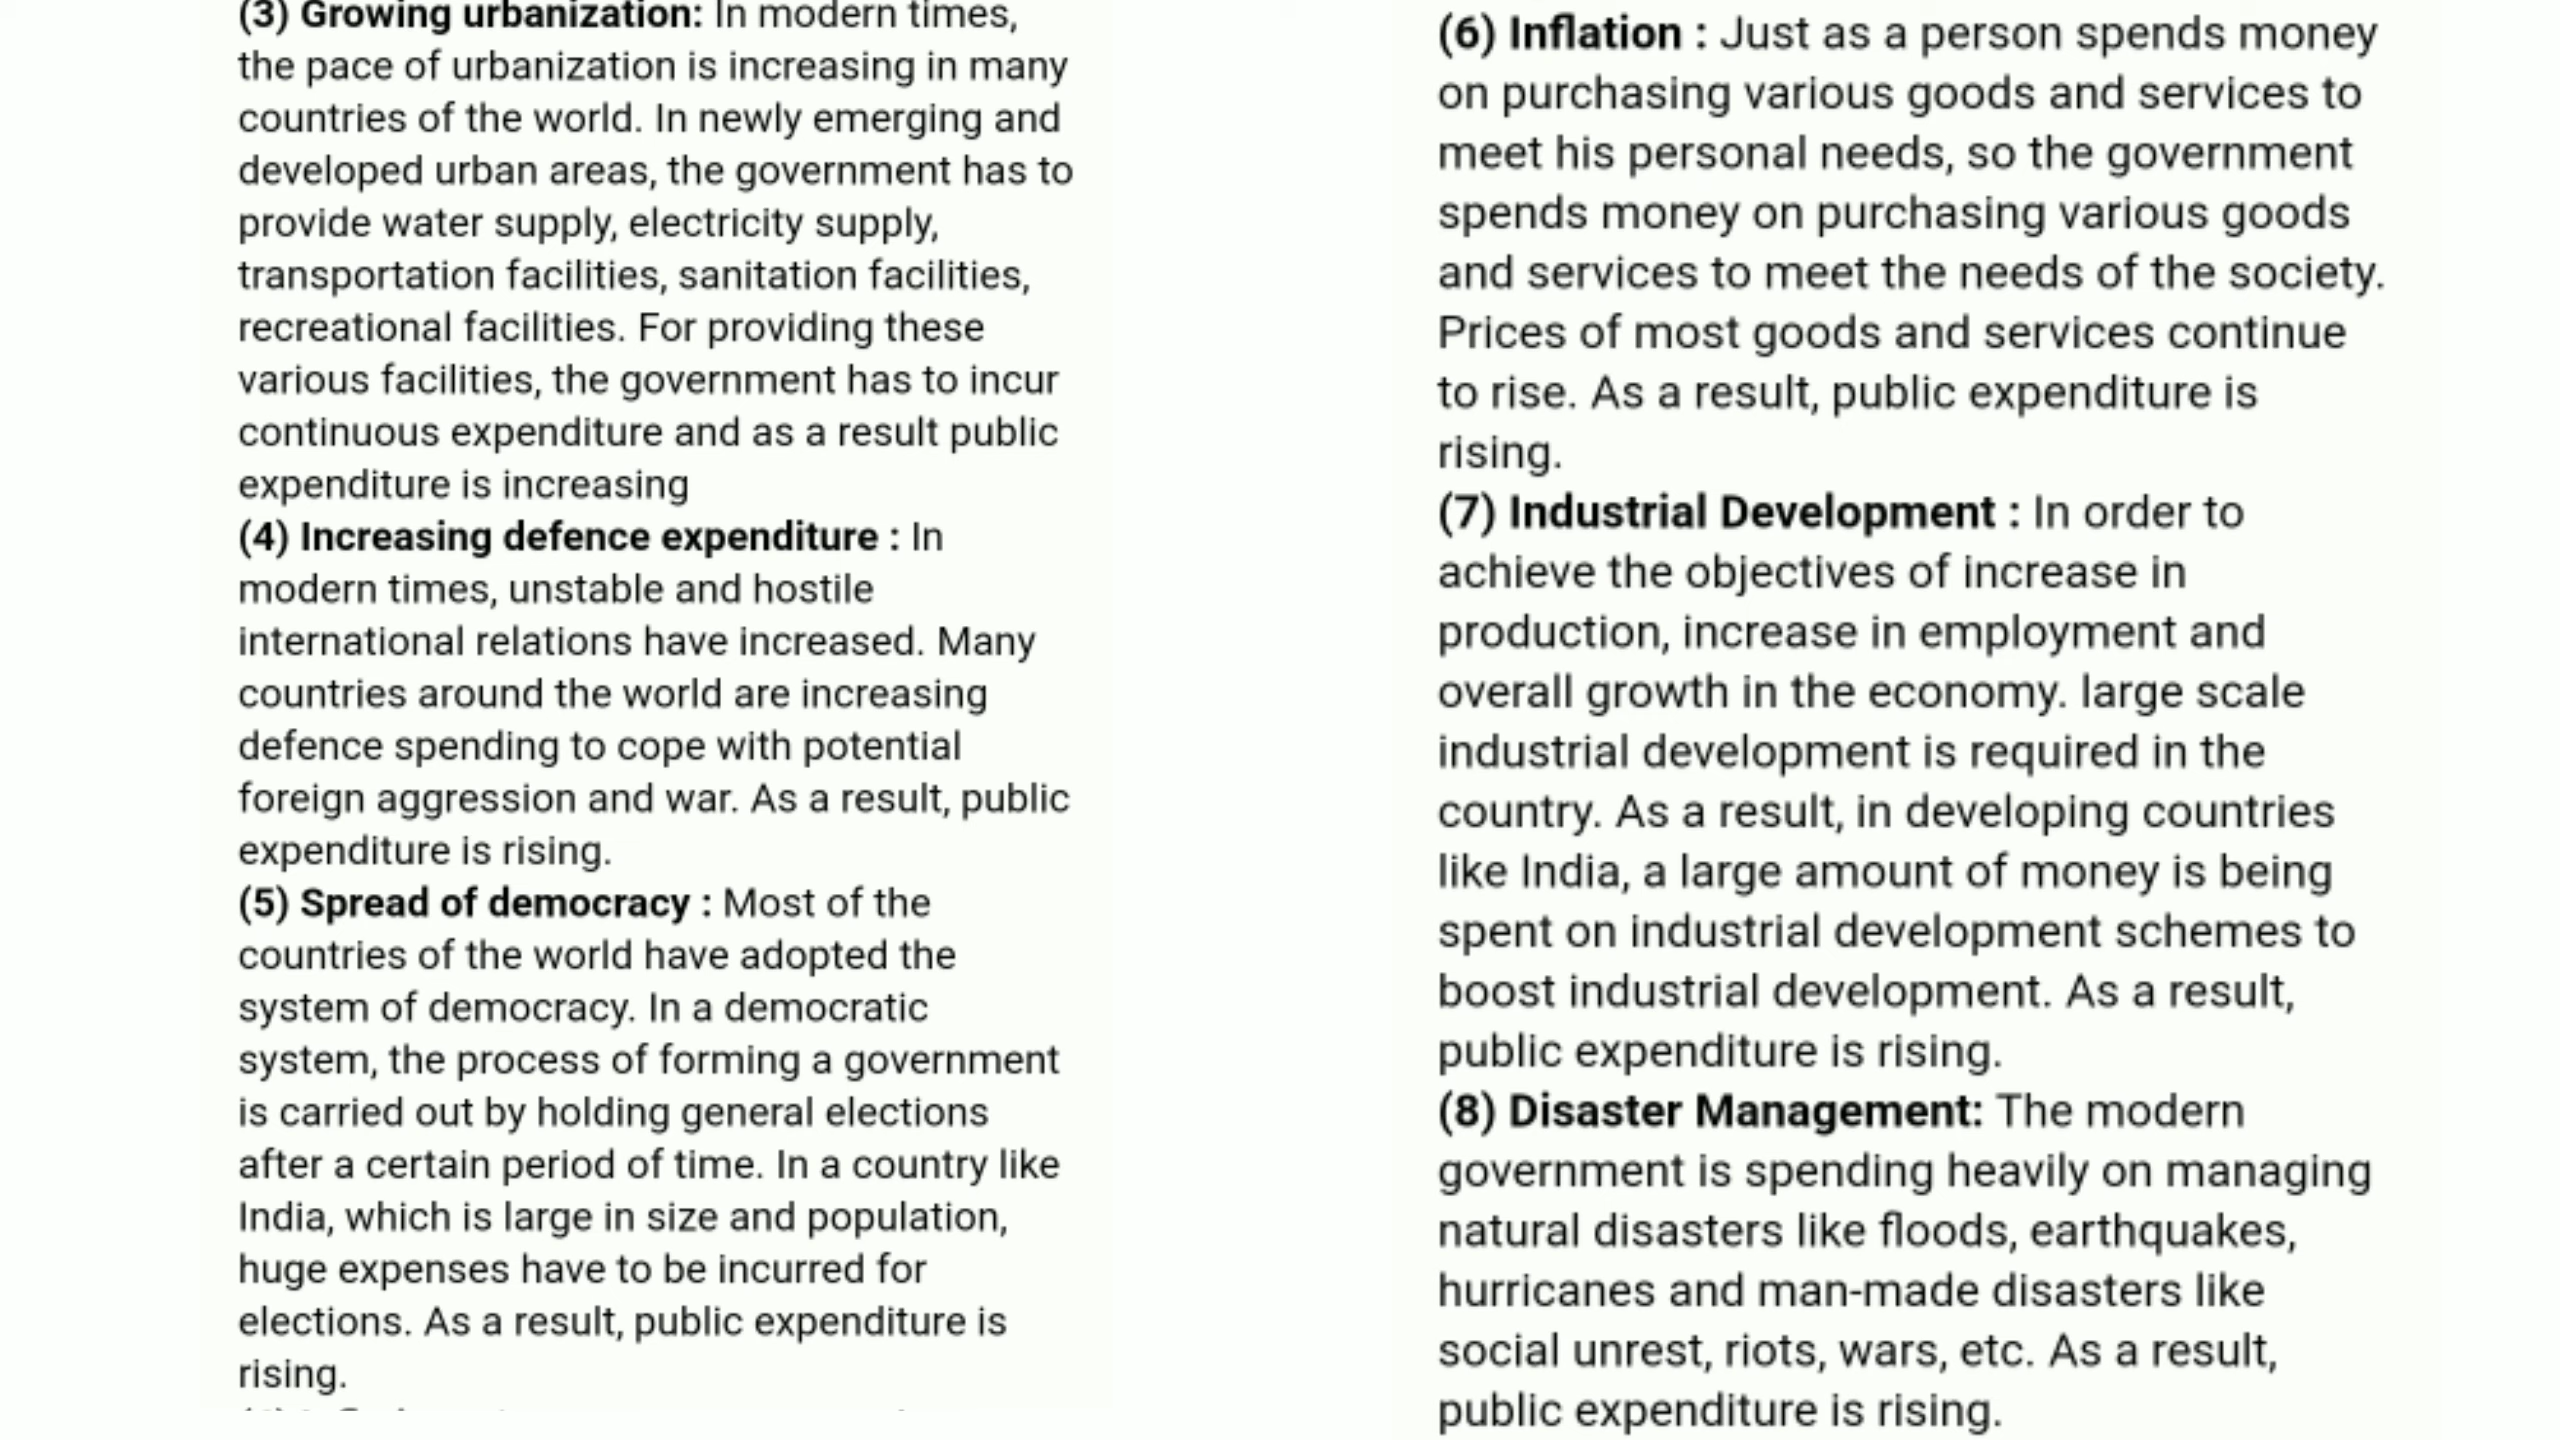 (3) Growing urbanization: In modern times,
the pace of urbanization is increasing in many
countries of the world. In newly emerging and
developed urban areas, the government has to
provide water supply, electricity supply,
transportation facilities, sanitation facilities,
recreational facilities. For providing these
various facilities, the government has to incur
continuous expenditure and as a result public
expenditure is increasing
(4) Increasing defence expenditure : In
modern times, unstable and hostile
international relations have increased. Many
countries around the world are increasing
defence spending to cope with potential
foreign aggression and war. As a result, public
expenditure is rising.
(5) Spread of democracy : Most of the
countries of the world have adopted the
system of democracy. In a democratic
system, the process of forming a government
is carried out by holding general elections
after a certain period of time. In a country like
India, which is large in size and population,
huge expenses have to be incurred for
elections. As a result, public expenditure is
rising.
(6) Inflation : Just as a person spends money
on purchasing various goods and services to
meet his personal needs, so the government
spends money on purchasing various goods
and services to meet the needs of the society.
Prices of most goods and services continue
to rise. As a result, public expenditure is
rising.
(7) Industrial Development : In order to
achieve the objectives of increase in
production, increase in employment and
overall growth in the economy. large scale
industrial development is required in the
country. As a result, in developing countries
like India, a large amount of money is being
spent on industrial development schemes to
boost industrial development. As a result,
public expenditure is rising.
(8) Disaster Management: The modern
government is spending heavily on managing
natural disasters like floods, earthquakes,
hurricanes and man-made disasters like
social unrest, riots, wars, etc. As a result,
public expenditure is rising.